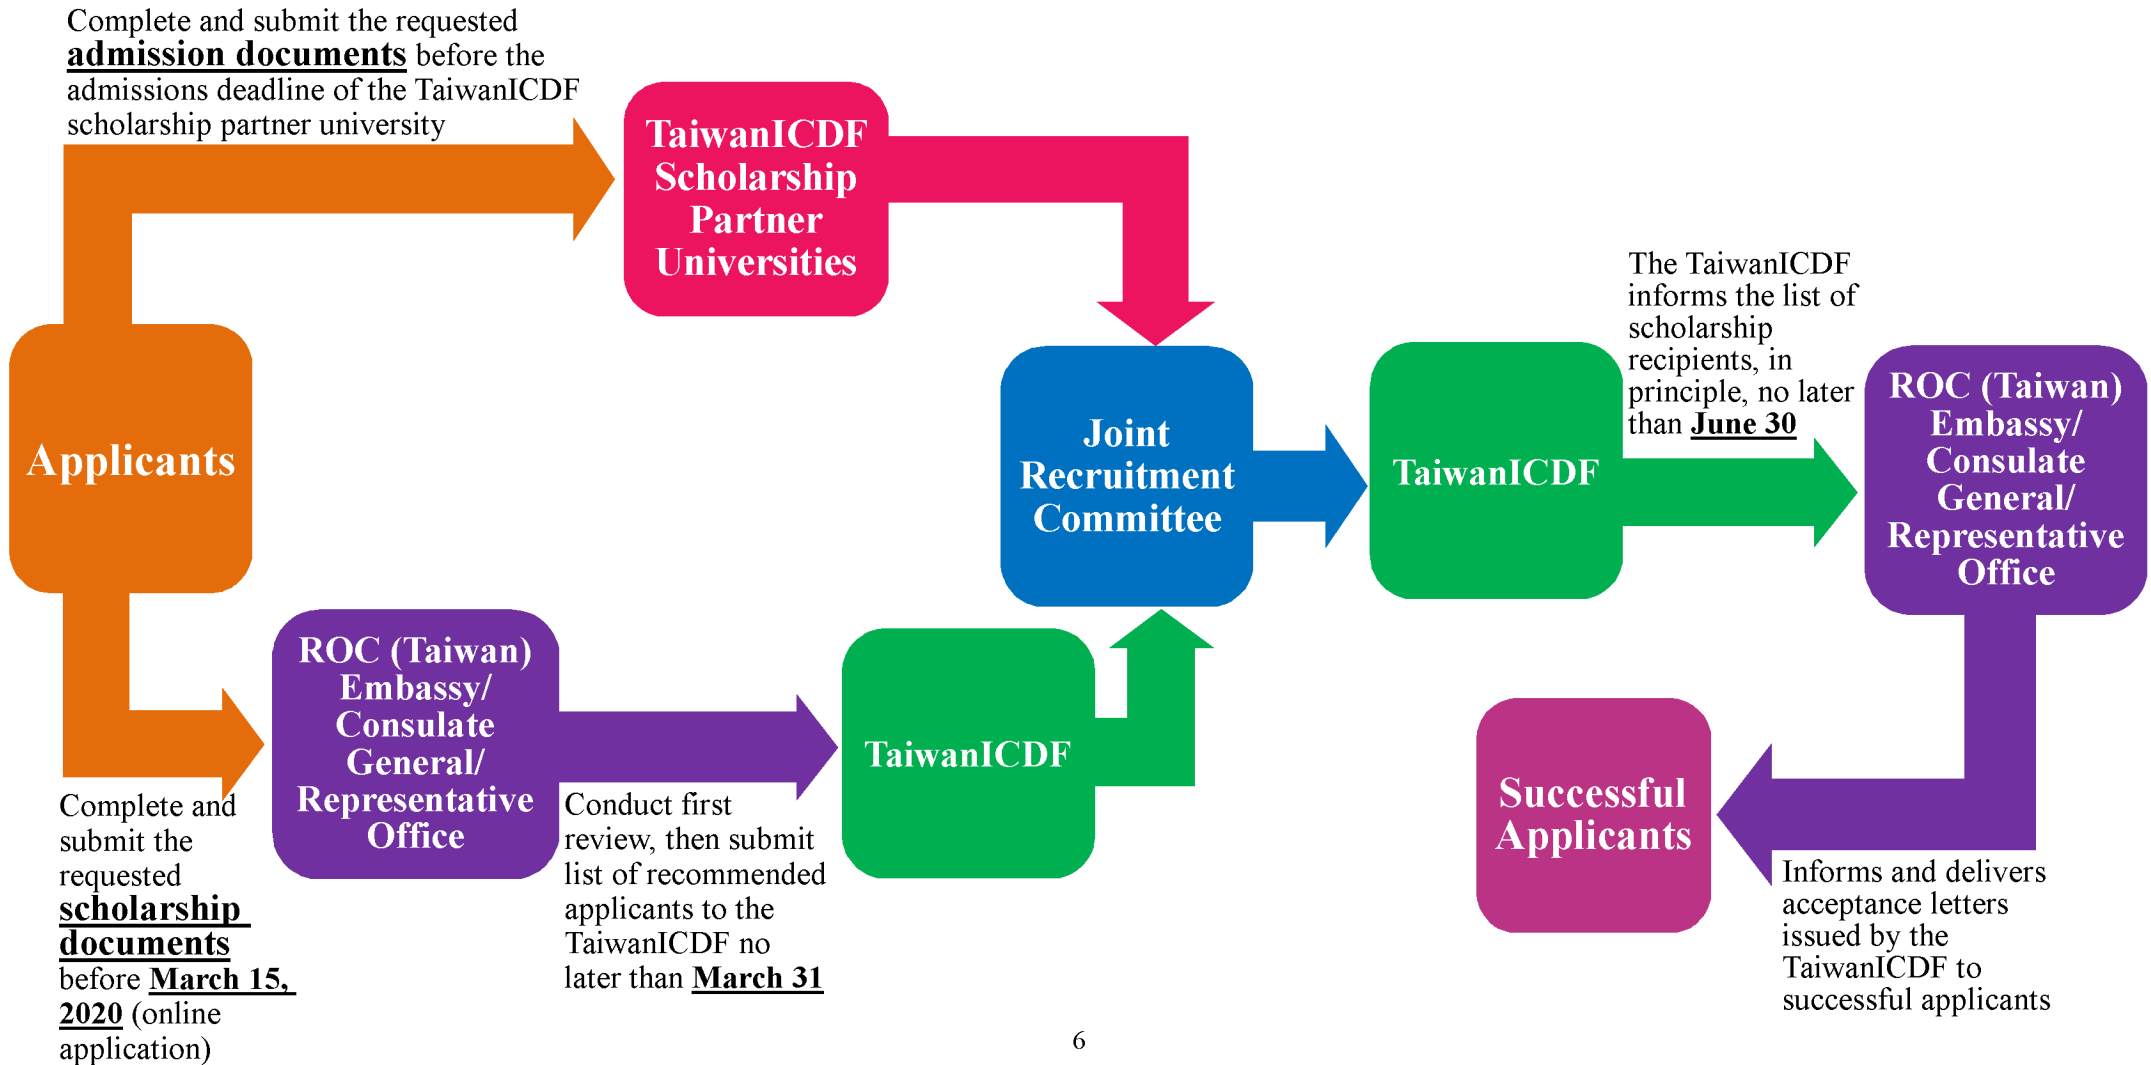 Complete and submit the requested
admission documents before the
admissions deadline of the TaiwanICDF
scholarship partner university
TaiwanICDF
Scholarship
Partner
Universities
Applicants
Complete and
submit the
requested
scholarship
documents
before March 15,
2020 (online
application)
ROC (Taiwan)
Embassy/
Consulate
General/
Representative
Office
Conduct first
review, then submit
list of recommended
applicants to the
TaiwanICDF no
later than March 31
TaiwanICDF
Joint
Recruitment
Committee
TaiwanICDF
The TaiwanICDF
informs the list of
scholarship
recipients, in
principle, no later
than June 30
ROC (Taiwan)
Embassy/
Consulate
General/
Representative
Office
Informs and delivers
acceptance letters
issued by the
TaiwanICDF to
successful applicants
Successful
Applicants
6